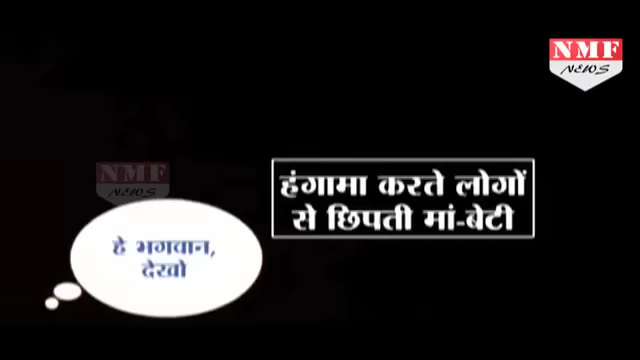 NMF
NEWS
NMF
NEWS
हंगामा करते लोगों
से छिपती मां-बेटी
हे भगवान,
देखो